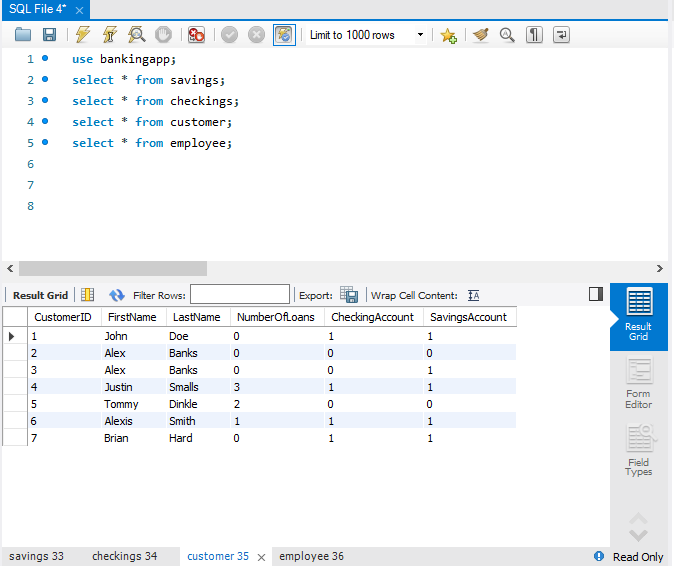 SQL File 4*
Limit to 1000 rows
1 use bankingapp;
2 select * from savings;
3 select * from checkings;
4 select * from customer;
5 select * from employee;
6
7
8
Result Grid Filter Rows: Export: Wrap Cell Content:
CustomerID FirstName LastName NumberOfLoans CheckingAccount SavingsAccount
1 John Doe 0 1 1
2 Alex Banks 0 0 0
3 Alex Banks 0 0 1
4 Justin Smalls 3 1 1
5 Tommy Dinkle 2 0 0
6 Alexis Smith 1 1 1
7 Brian Hard 0 1 1
Result
Grid
Form
Editor
Field
Types
savings 33 checkings 34 customer 35 employee 36 Read Only